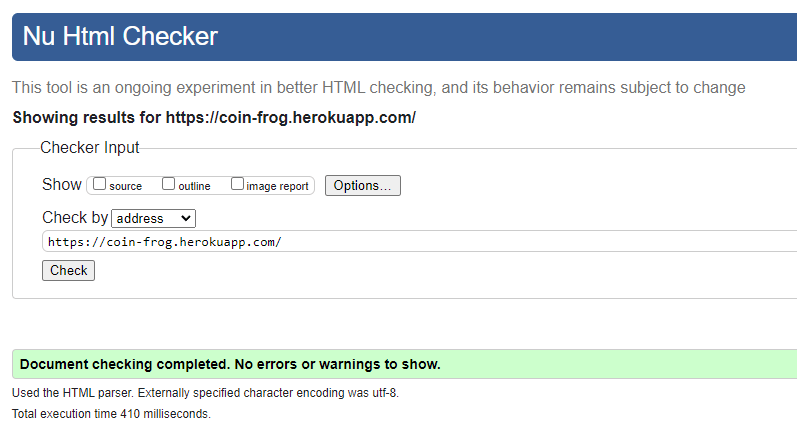 Nu Html Checker
This tool is an ongoing experiment in better HTML checking, and its behavior remains subject to change
Showing results for https://coin-frog.herokuapp.com/
Checker Input
Show source outline image report Options...
Check by address
https://coin-frog.herokuapp.com/
Check
Document checking completed. No errors or warnings to show.
Used the HTML parser. Externally specified character encoding was utf-8.
Total execution time 410 milliseconds.